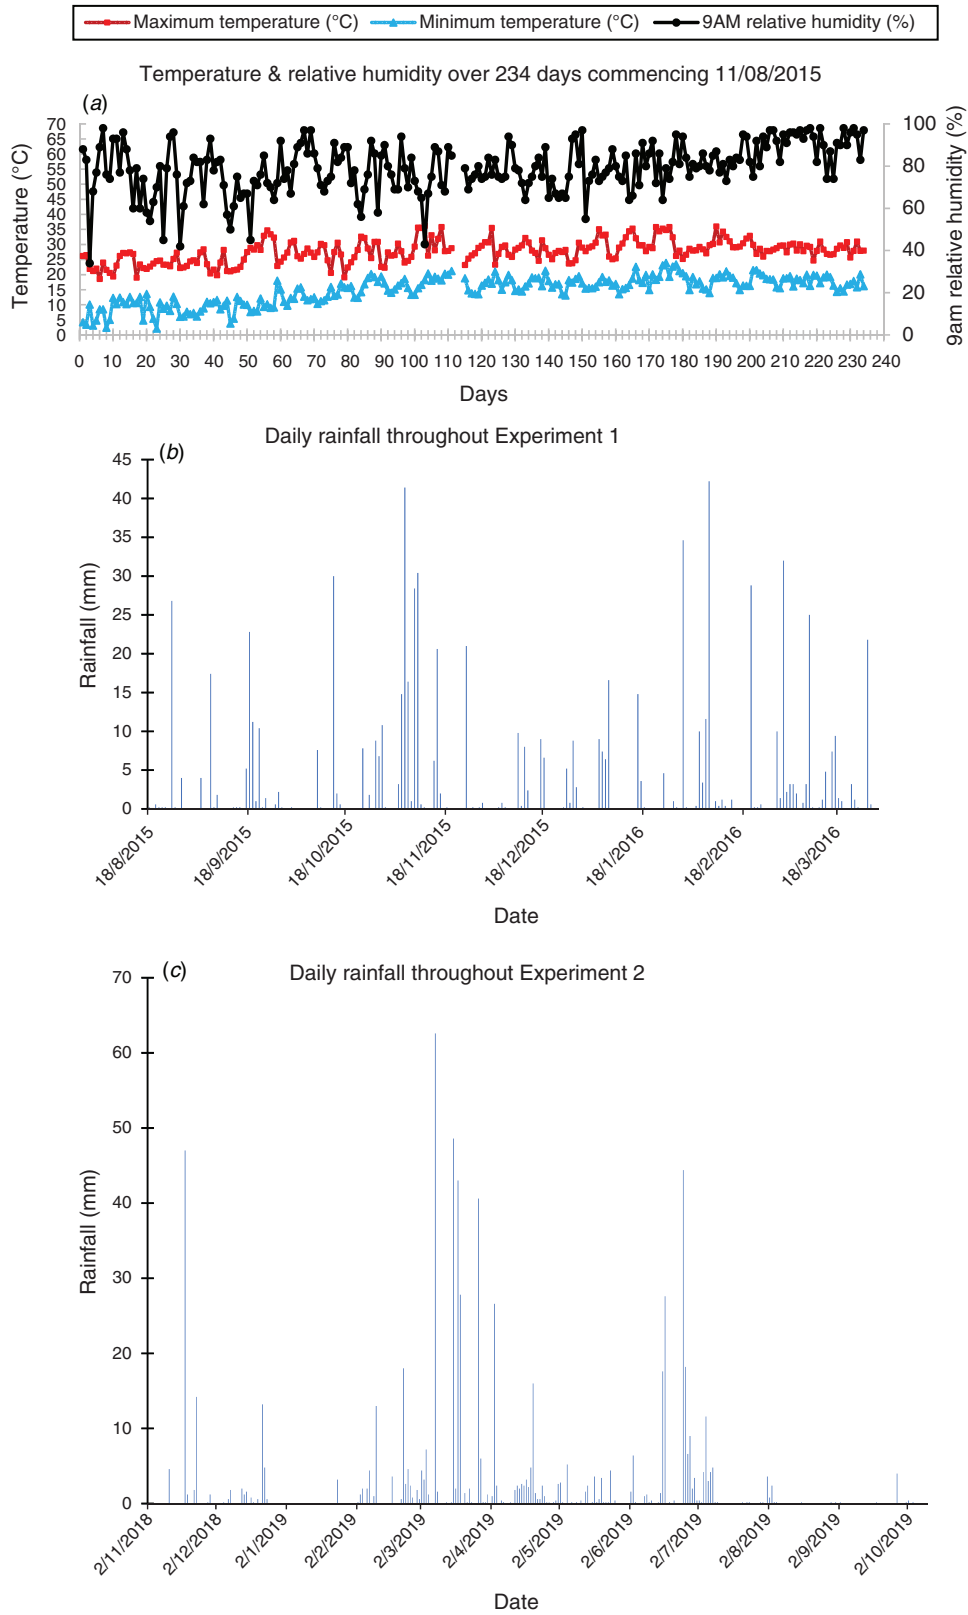 Maximum temperature (°C) Minimum temperature (°C) 9AM relative humidity (%)
Temperature & relative humidity over 234 days commencing 11/08/2015
(a)
Temperature (°C)
70
65
60
55
50
45
40
35
30
25
20
15
10
5
0
100
80
60
40
20
0
9am relative humidity (%)
0 10 20 30 40 50 60 70 80 90 100 110 120 130 140 150 160 170 180 190 200 210 220 230 240
Days
Daily rainfall throughout Experiment 1
(b)
Rainfall (mm)
45
40
35
30
25
20
15
10
5
0
18/8/2015 18/9/2015 18/10/2015 18/11/2015 18/12/2015 18/1/2016 18/2/2016 18/3/2016
Date
Daily rainfall throughout Experiment 2
(c)
Rainfall (mm)
70
60
50
40
30
20
10
0
2/11/2018 2/12/2018 2/1/2019 2/2/2019 2/3/2019 2/4/2019 2/5/2019 2/6/2019 2/7/2019 2/8/2019 2/9/2019 2/10/2019
Date